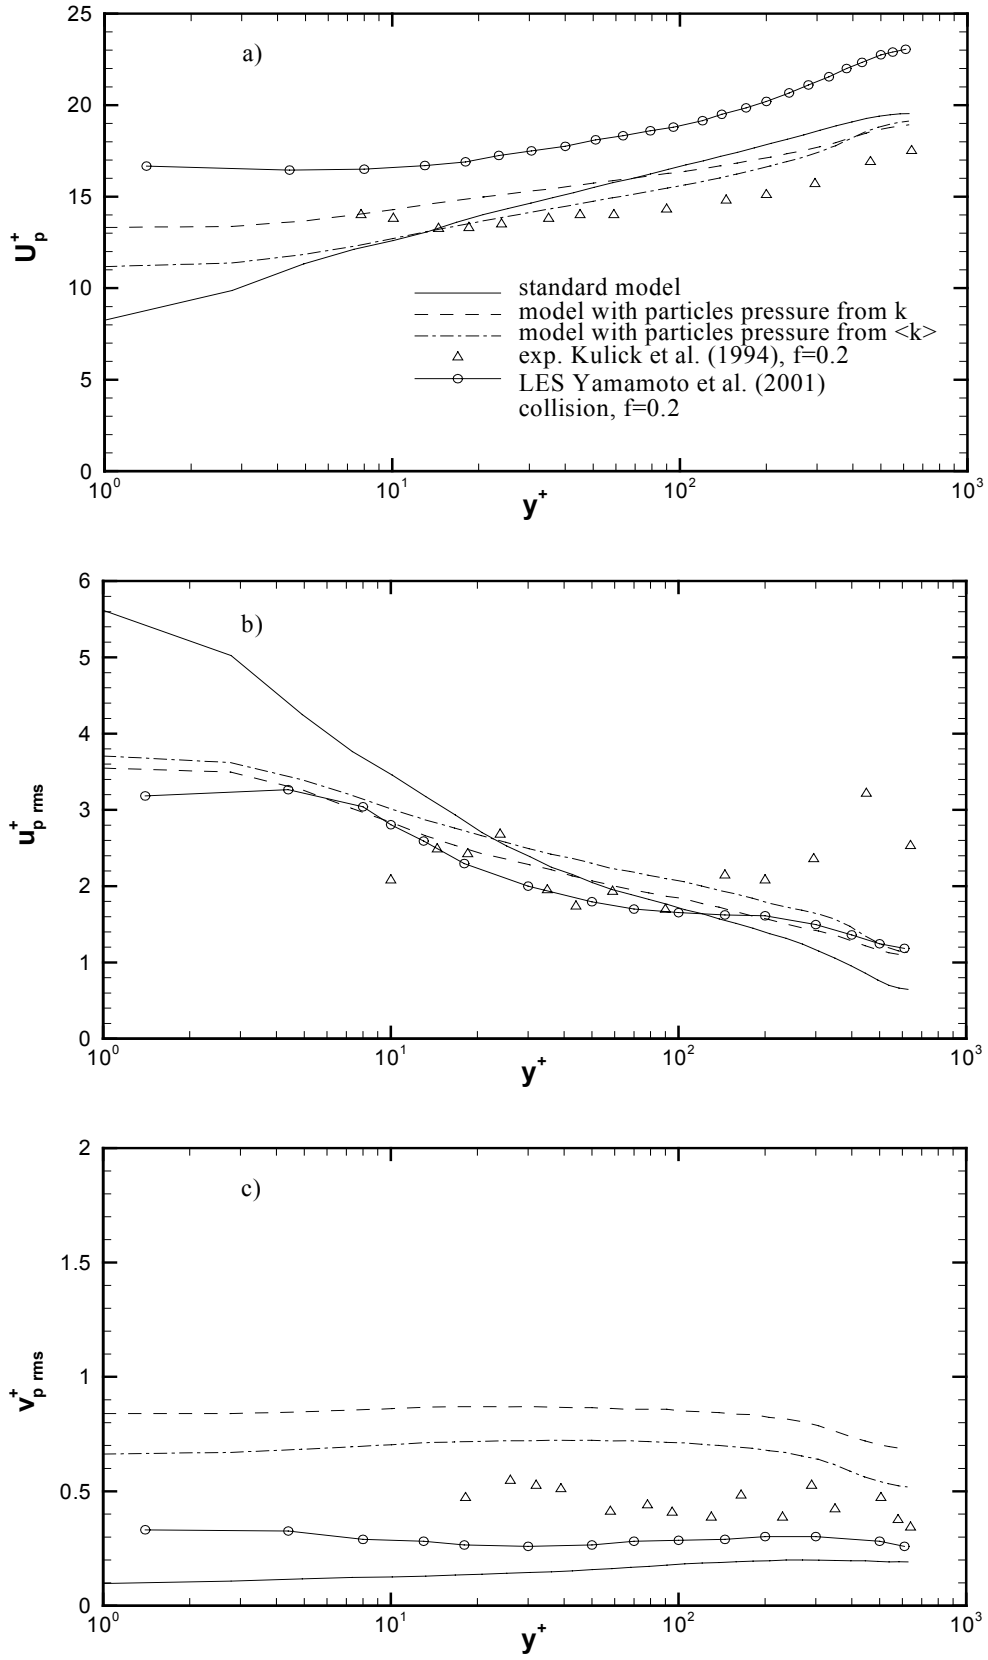 25
a)
20
15
U⁺p
10
standard model
model with particles pressure from k
model with particles pressure from <k>
exp. Kulick et al. (1994), f=0.2
LES Yamamoto et al. (2001)
collision, f=0.2
5
0
10⁰ 10¹ 10² 10³
y⁺
6
b)
5
4
3
u⁺p rms
2
1
0
10⁰ 10¹ 10² 10³
y⁺
2
c)
1.5
1
v⁺p rms
0.5
0
10⁰ 10¹ 10² 10³
y⁺